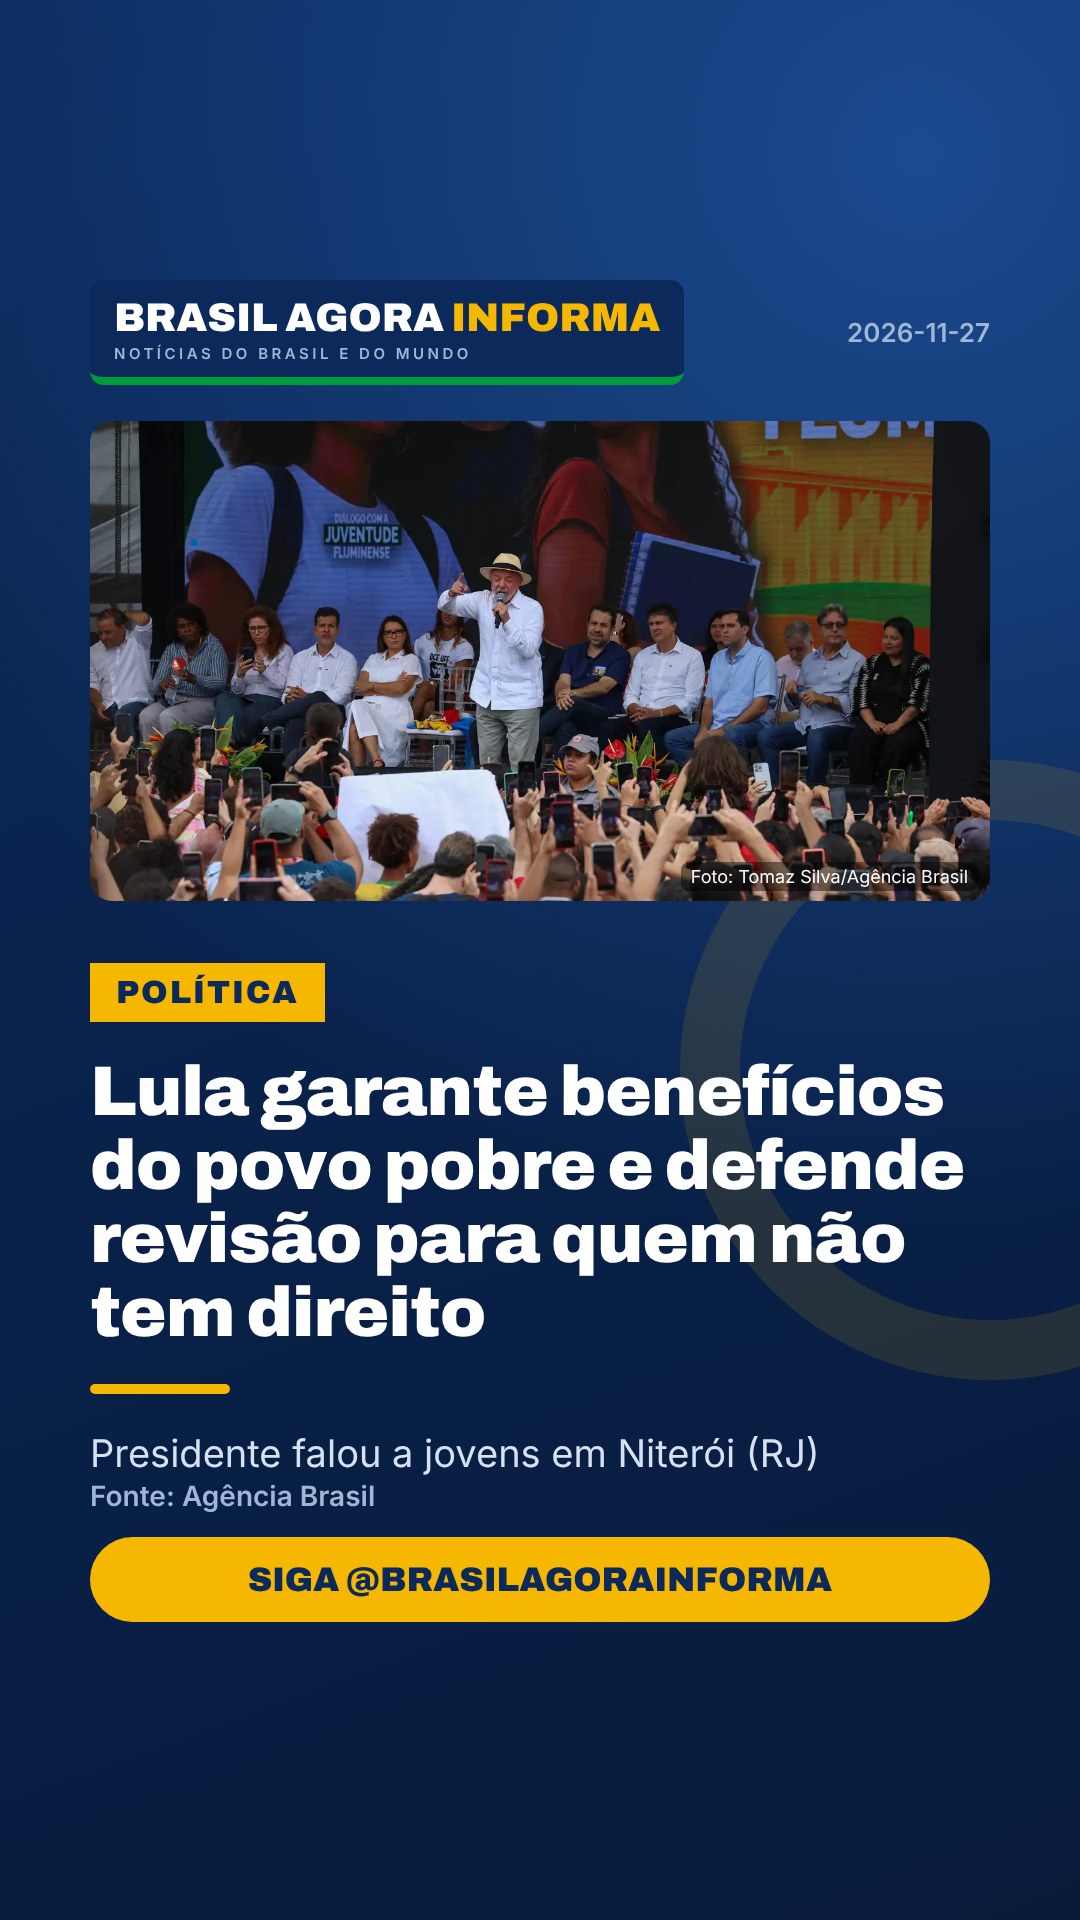 BRASIL AGORA INFORMA
NOTÍCIAS DO BRASIL E DO MUNDO
2026-11-27
DIÁLOGO COM A
JUVENTUDE
FLUMINENSE
Foto: Tomaz Silva/Agência Brasil
POLÍTICA
Lula garante benefícios
do povo pobre e defende
revisão para quem não
tem direito
Presidente falou a jovens em Niterói (RJ)
Fonte: Agência Brasil
SIGA @BRASILAGORAINFORMA